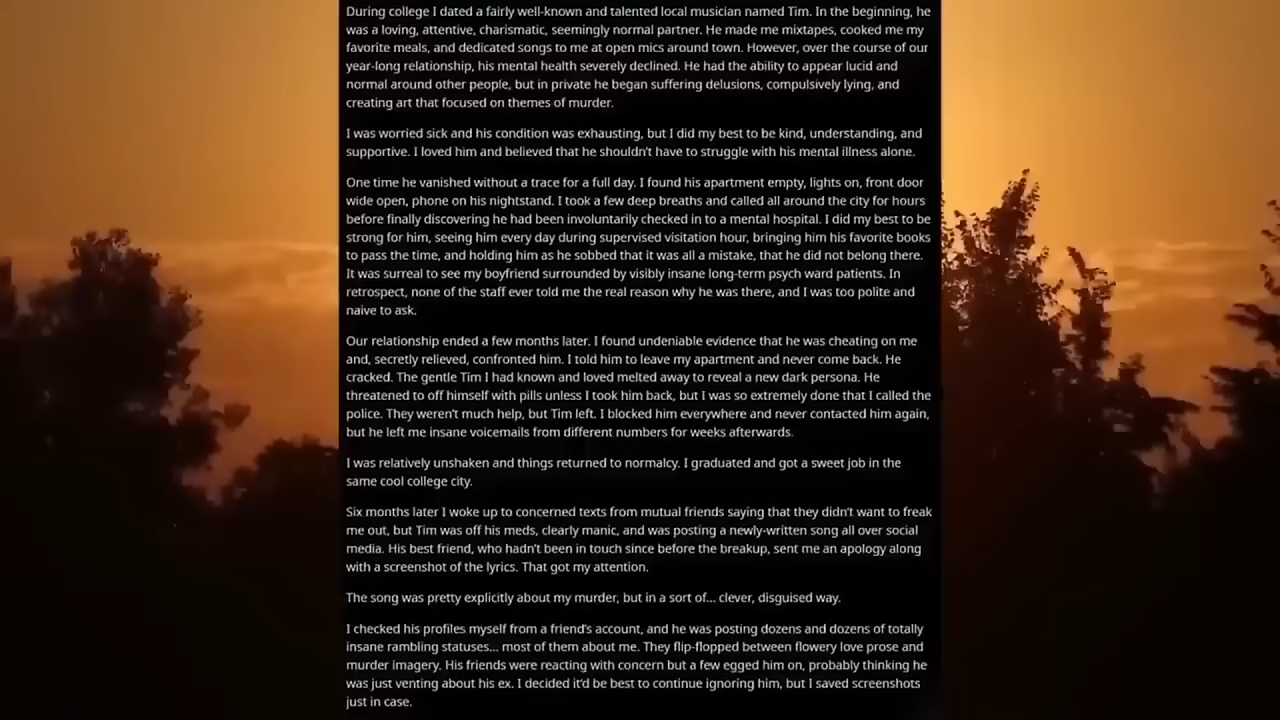 During college I dated a fairly well-known and talented local musician named Tim. In the beginning, he
was a loving, attentive, charismatic, seemingly normal partner. He made me mixtapes, cooked me my
favorite meals, and dedicated songs to me at open mics around town. However, over the course of our
year-long relationship, his mental health severely declined. He had the ability to appear lucid and
normal around other people, but in private he began suffering delusions, compulsively lying, and
creating art that focused on themes of murder.
I was worried sick and his condition was exhausting, but I did my best to be kind, understanding, and
supportive. I loved him and believed that he shouldn't have to struggle with his mental illness alone.
One time he vanished without a trace for a full day. I found his apartment empty, lights on, front door
wide open, phone on his nightstand. I took a few deep breaths and called all around the city for hours
before finally discovering he had been involuntarily checked in to a mental hospital. I did my best to be
strong for him, seeing him every day during supervised visitation hour, bringing him his favorite books
to pass the time, and holding him as he sobbed that it was all a mistake, that he did not belong there.
It was surreal to see my boyfriend surrounded by visibly insane long-term psych ward patients. In
retrospect, none of the staff ever told me the real reason why he was there, and I was too polite and
naive to ask.
Our relationship ended a few months later. I found undeniable evidence that he was cheating on me
and, secretly relieved, confronted him. I told him to leave my apartment and never come back. He
cracked. The gentle Tim I had known and loved melted away to reveal a new dark persona. He
threatened to off himself with pills unless I took him back, but I was so extremely done that I called the
police. They weren't much help, but Tim left. I blocked him everywhere and never contacted him again,
but he left me insane voicemails from different numbers for weeks afterwards.
I was relatively unshaken and things returned to normalcy. I graduated and got a sweet job in the
same cool college city.
Six months later I woke up to concerned texts from mutual friends saying that they didn't want to freak
me out, but Tim was off his meds, clearly manic, and was posting a newly-written song all over social
media. His best friend, who hadn't been in touch since before the breakup, sent me an apology along
with a screenshot of the lyrics. That got my attention.
The song was pretty explicitly about my murder, but in a sort of... clever, disguised way.
I checked his profiles myself from a friend's account, and he was posting dozens and dozens of totally
insane rambling statuses... most of them about me. They flip-flopped between flowery love prose and
murder imagery. His friends were reacting with concern but a few egged him on, probably thinking he
was just venting about his ex. I decided it'd be best to continue ignoring him, but I saved screenshots
just in case.